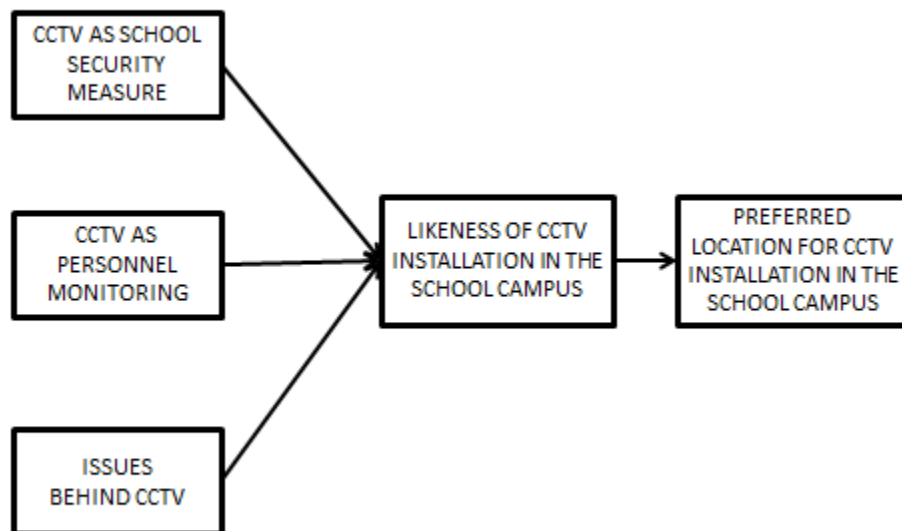 CCTV AS SCHOOL
SECURITY
MEASURE
CCTV AS
PERSONNEL
MONITORING
ISSUES
BEHIND CCTV
LIKENESS OF CCTV
INSTALLATION IN THE
SCHOOL CAMPUS
PREFERRED
LOCATION FOR CCTV
INSTALLATION IN THE
SCHOOL CAMPUS